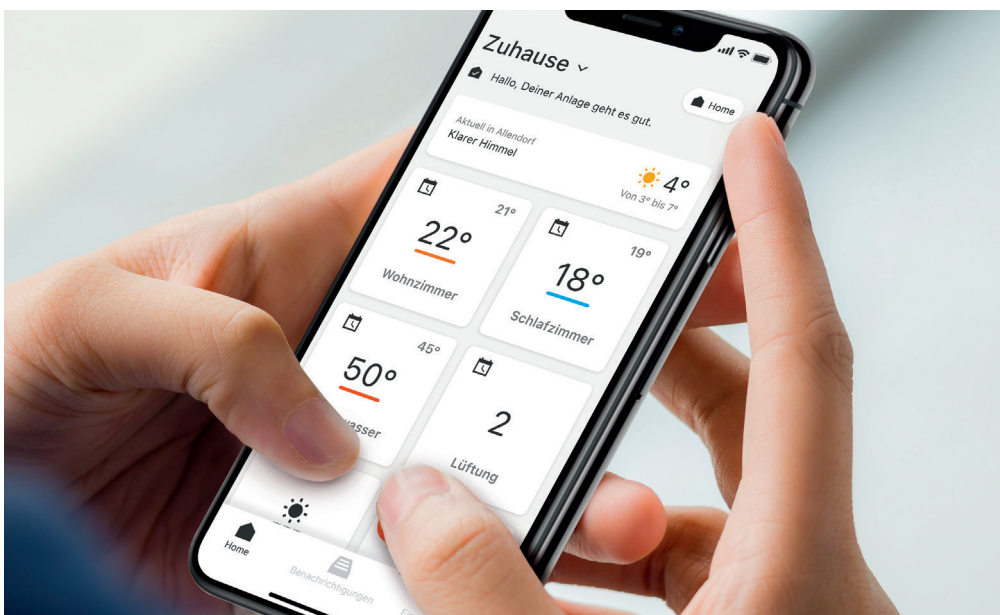 Zuhause
Hallo, Deiner Anlage geht es gut.
Home
Aktuell in Allendorf
Klarer Himmel
4°
Von 3° bis 7°
21°
22°
Wohnzimmer
19°
18°
Schlafzimmer
45°
50°
2
Lüftung
Home
Benachrichtigungen